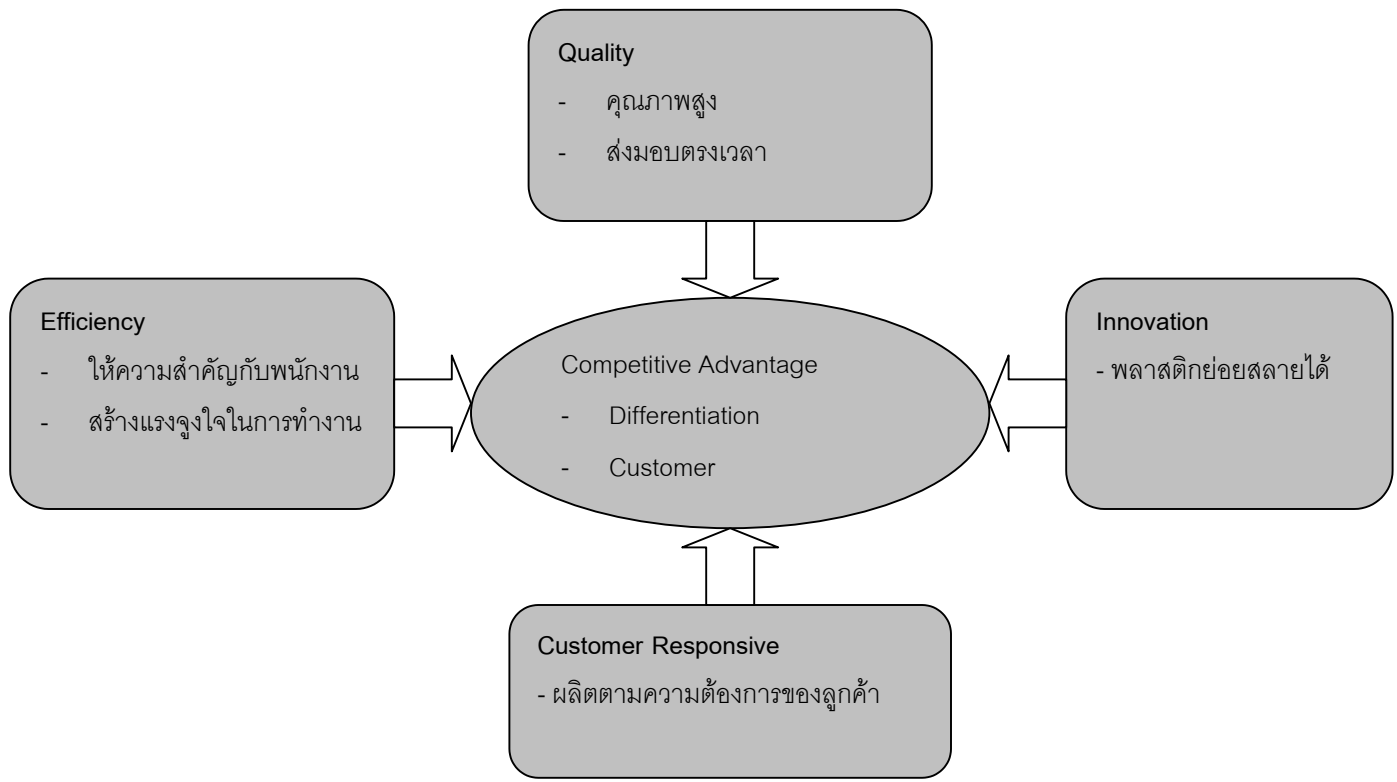 Quality
- คุณภาพสูง
- ส่งมอบตรงเวลา
Efficiency
- ให้ความสำคัญกับพนักงาน
- สร้างแรงจูงใจในการทำงาน
Competitive Advantage
- Differentiation
- Customer
Innovation
- พลาสติกย่อยสลายได้
Customer Responsive
- ผลิตตามความต้องการของลูกค้า